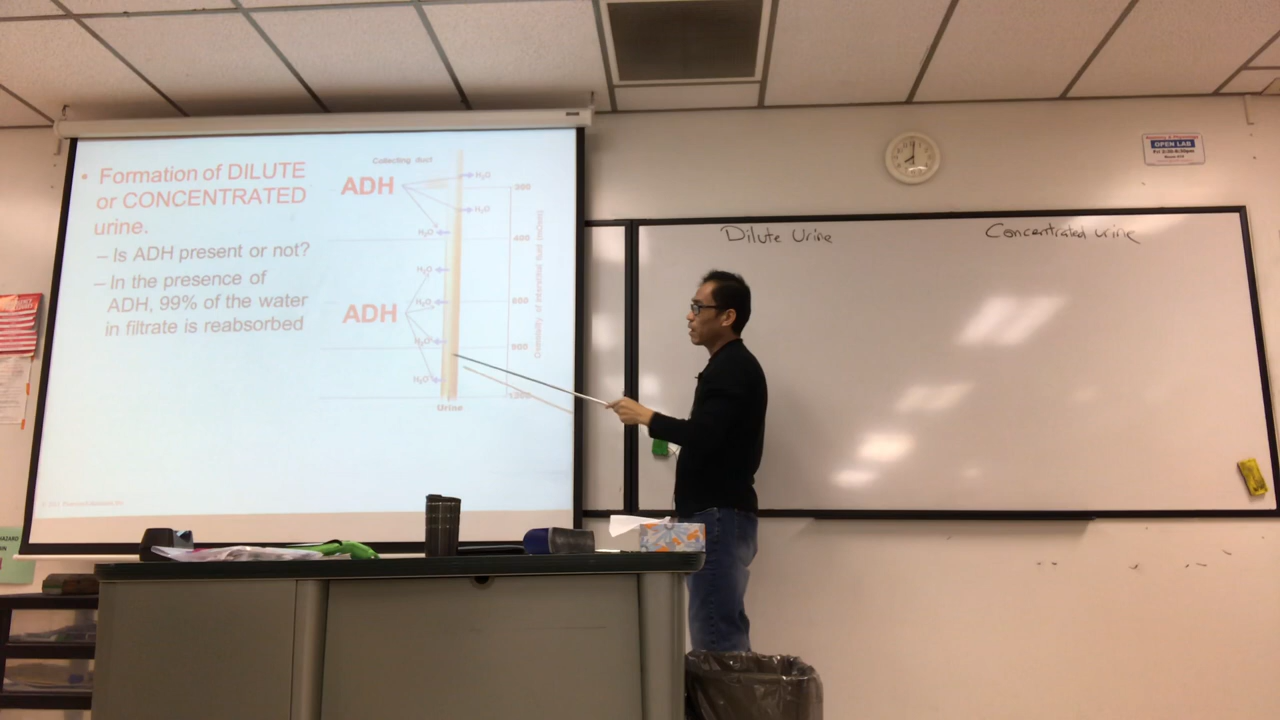 • Formation of DILUTE
or CONCENTRATED
urine.
– Is ADH present or not?
– In the presence of
ADH, 99% of the water
in filtrate is reabsorbed
Collecting duct
ADH
H₂O
H₂O
H₂O
H₂O
ADH
H₂O
H₂O
H₂O
300
400
600
900
1,200
Osmolality of interstitial fluid (mOsm)
Urine
Dilute Urine
Concentrated urine
OPEN LAB